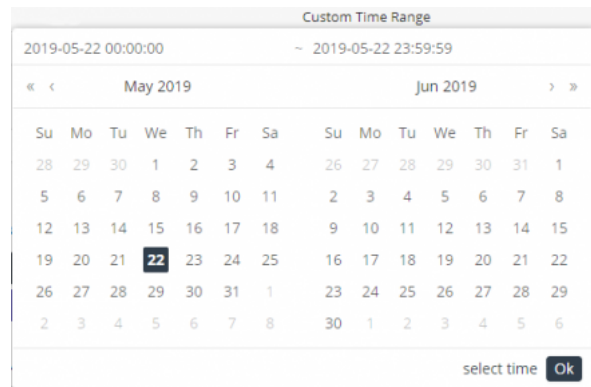 Custom Time Range
2019-05-22 00:00:00 ~ 2019-05-22 23:59:59
« ‹ May 2019 Jun 2019 › »
Su Mo Tu We Th Fr Sa Su Mo Tu We Th Fr Sa
28 29 30 1 2 3 4 26 27 28 29 30 31 1
5 6 7 8 9 10 11 2 3 4 5 6 7 8
12 13 14 15 16 17 18 9 10 11 12 13 14 15
19 20 21 22 23 24 25 16 17 18 19 20 21 22
26 27 28 29 30 31 1 23 24 25 26 27 28 29
2 3 4 5 6 7 8 30 1 2 3 4 5 6
select time Ok